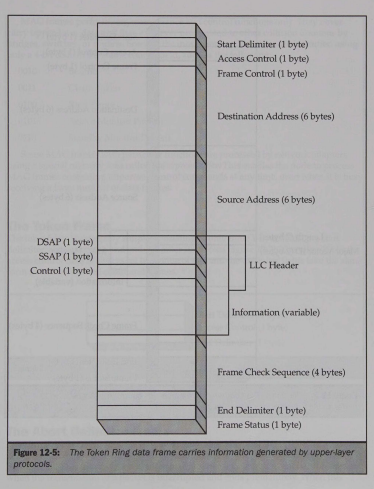 Start Delimiter (1 byte)
Access Control (1 byte)
Frame Control (1 byte)
Destination Address (6 bytes)
Source Address (6 bytes)
DSAP (1 byte)
SSAP (1 byte)
Control (1 byte)
LLC Header
Information (variable)
Frame Check Sequence (4 bytes)
End Delimiter (1 byte)
Frame Status (1 byte)
Figure 12-5: The Token Ring data frame carries information generated by upper-layer
protocols.